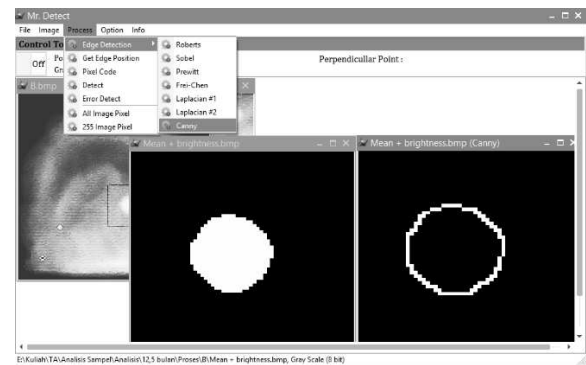 Mr. Detect
File Image Process Option Info
Control To
Off
Po
Gr
Perpendicullar Point :
Edge Detection
Get Edge Position
Pixel Code
Detect
Error Detect
All Image Pixel
255 Image Pixel
Roberts
Sobel
Prewitt
Frei-Chen
Laplacian #1
Laplacian #2
Canny
B.bmp
Mean + brightness.bmp
Mean + brightness.bmp (Canny)
E:\Kuliah\TA\Analisis Sampel\Analisis\12,5 bulan\Proses\B\Mean + brightness.bmp, Gray Scale (8 bit)